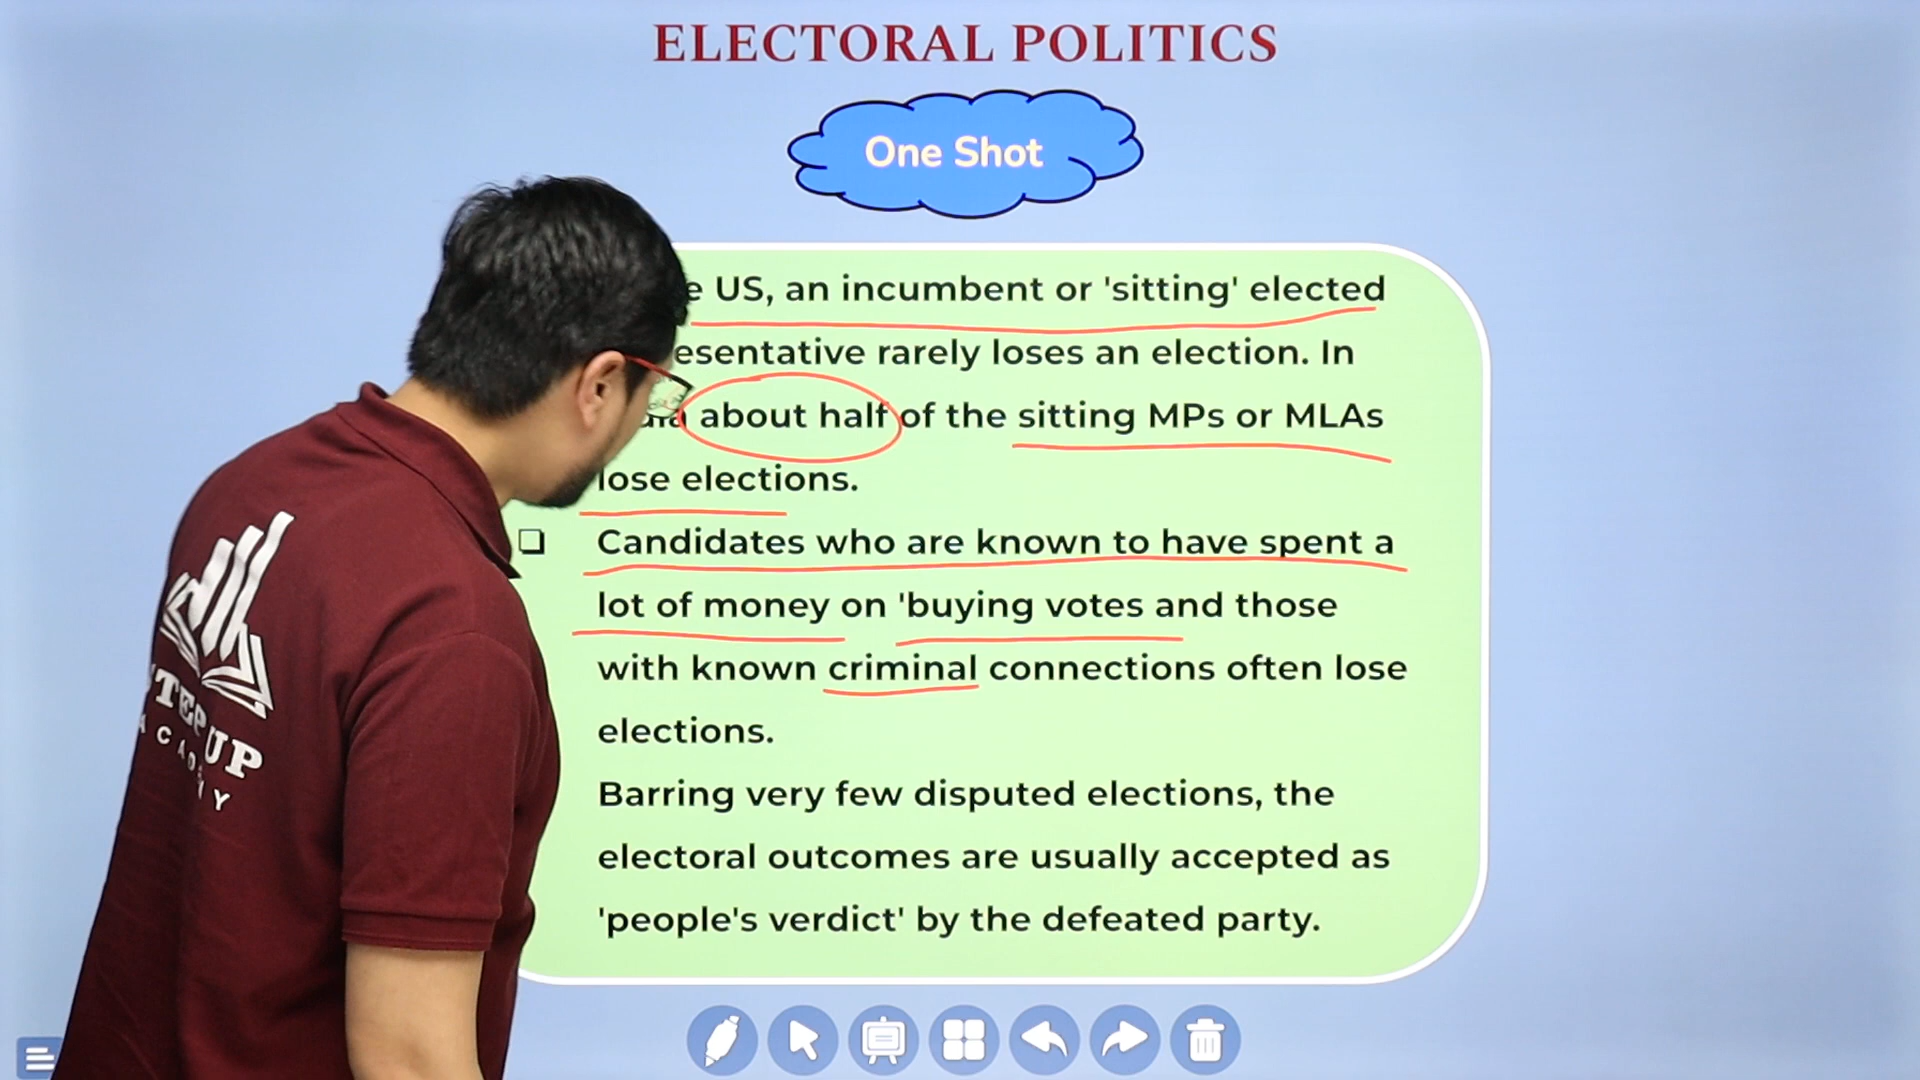 ELECTORAL POLITICS
One Shot
US, an incumbent or 'sitting' elected
rarely loses an election. In
about half of the sitting MPs or MLAs
lose elections.
❑ Candidates who are known to have spent a
lot of money on 'buying votes and those
with known criminal connections often lose
elections.
Barring very few disputed elections, the
electoral outcomes are usually accepted as
'people's verdict' by the defeated party.
TEP UP
ACADEMY